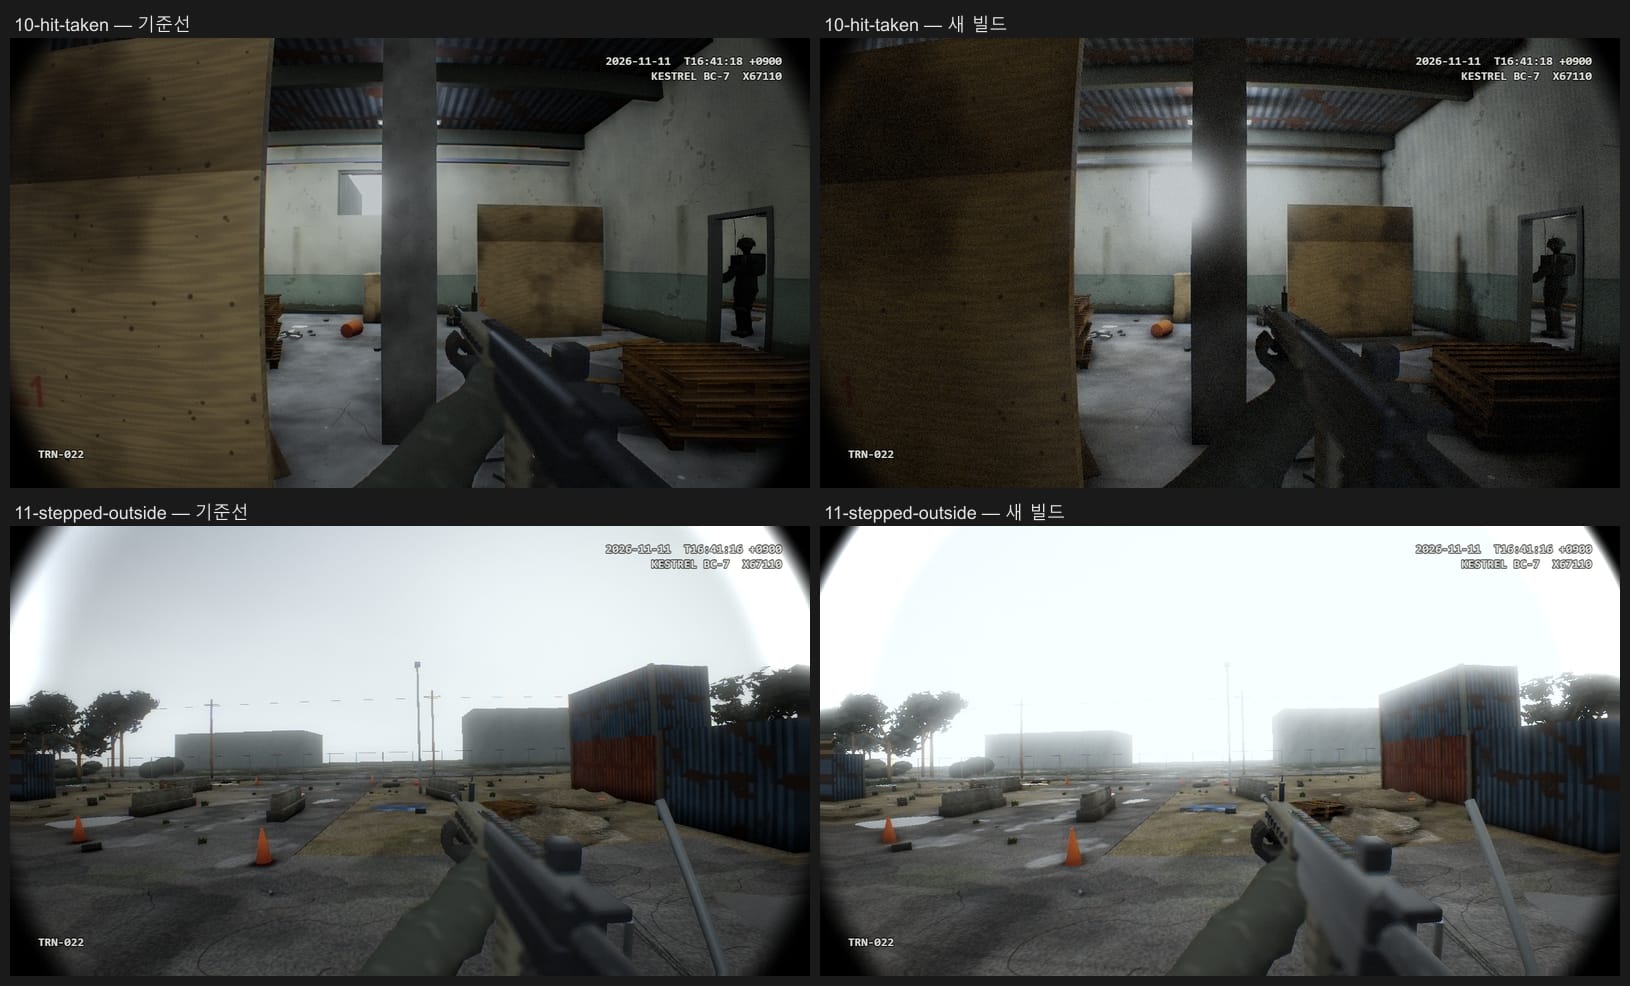 10-hit-taken — 기준선
2026-11-11 T16:41:18 +0900
KESTREL BC-7 X67110
2
1
TRN-022
10-hit-taken — 새 빌드
2026-11-11 T16:41:18 +0900
KESTREL BC-7 X67110
2
1
TRN-022
11-stepped-outside — 기준선
2026-11-11 T16:41:16 +0900
KESTREL BC-7 X67110
TRN-022
11-stepped-outside — 새 빌드
2026-11-11 T16:41:16 +0900
KESTREL BC-7 X67110
TRN-022